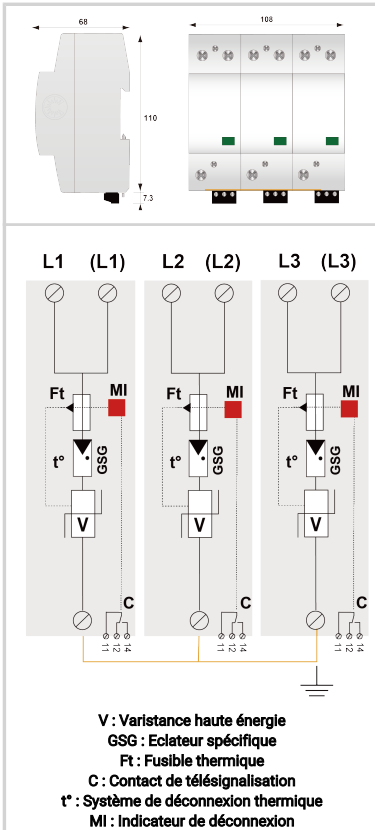 68
108
110
7.3
L1 (L1) L2 (L2) L3 (L3)
Ft MI Ft MI Ft MI
t° GSG t° GSG t° GSG
V V V
C C C
11 12 14 11 12 14 11 12 14
V : Varistance haute énergie
GSG : Eclateur spécifique
Ft : Fusible thermique
C : Contact de télésignalisation
t° : Système de déconnexion thermique
MI : Indicateur de déconnexion